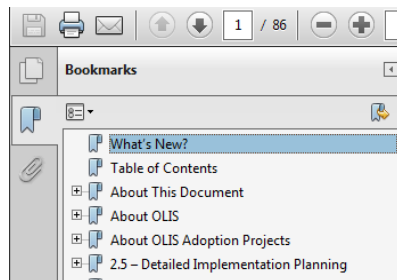 1 / 86
Bookmarks
What's New?
Table of Contents
About This Document
About OLIS
About OLIS Adoption Projects
2.5 – Detailed Implementation Planning